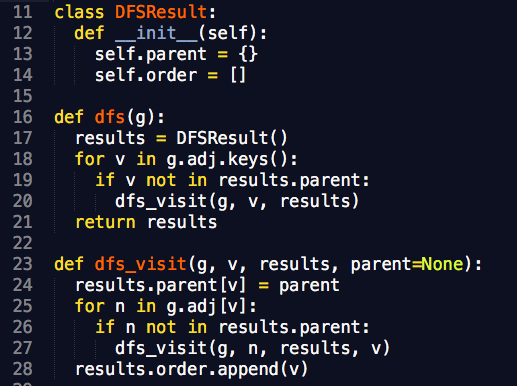 11 class DFSResult:
12   def __init__(self):
13     self.parent = {}
14     self.order = []
15
16 def dfs(g):
17   results = DFSResult()
18   for v in g.adj.keys():
19     if v not in results.parent:
20       dfs_visit(g, v, results)
21   return results
22
23 def dfs_visit(g, v, results, parent=None):
24   results.parent[v] = parent
25   for n in g.adj[v]:
26     if n not in results.parent:
27       dfs_visit(g, n, results, v)
28   results.order.append(v)